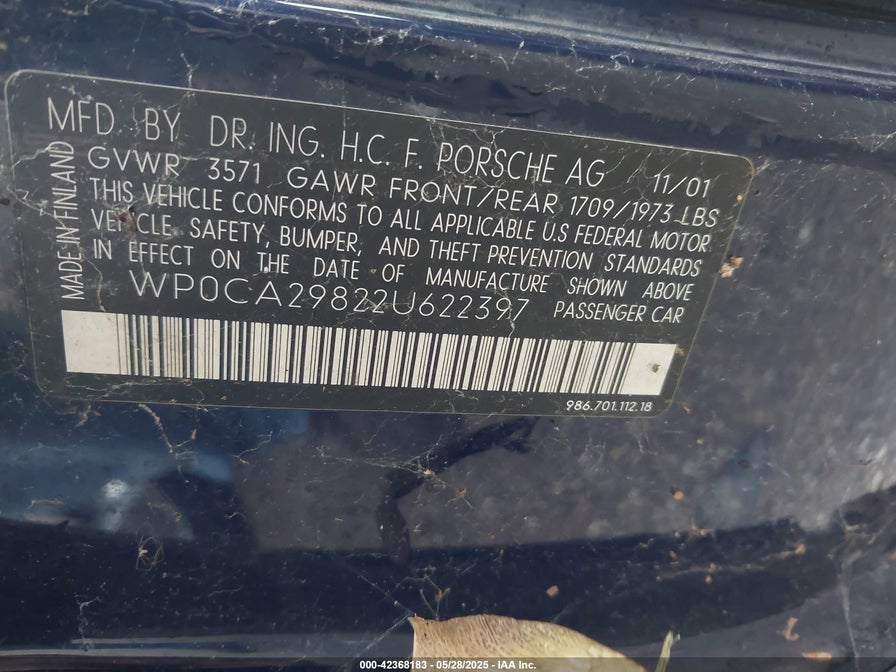 MFD. BY DR. ING. H.C. F. PORSCHE AG 11/01
GVWR 3571 GAWR FRONT/REAR 1709/1973 LBS
THIS VEHICLE CONFORMS TO ALL APPLICABLE U.S FEDERAL MOTOR
VEHICLE SAFETY, BUMPER, AND THEFT PREVENTION STANDARDS
IN EFFECT ON THE DATE OF MANUFACTURE SHOWN ABOVE
WP0CA29822U622397 PASSENGER CAR
MADE IN FINLAND
986.701.112.18
000-42368183 - 05/28/2025 - IAA Inc.